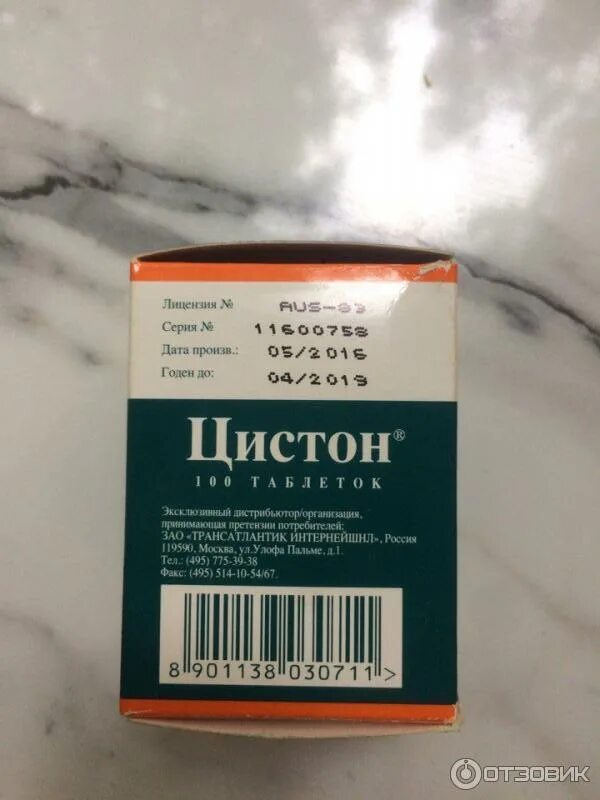 Лицензия № AUS-83
Серия № 11600758
Дата произв.: 05/2016
Годен до: 04/2019
Цистон®
100 ТАБЛЕТОК
Эксклюзивный дистрибьютор/организация,
принимающая претензии потребителей:
ЗАО «ТРАНСАТЛАНТИК ИНТЕРНЕЙШНЛ», Россия
119590, Москва, ул.Улофа Пальме, д.1.
Тел.: (495) 775-39-38
Факс: (495) 514-10-54/67.
8 901138 030711 >
ОТЗОВИК